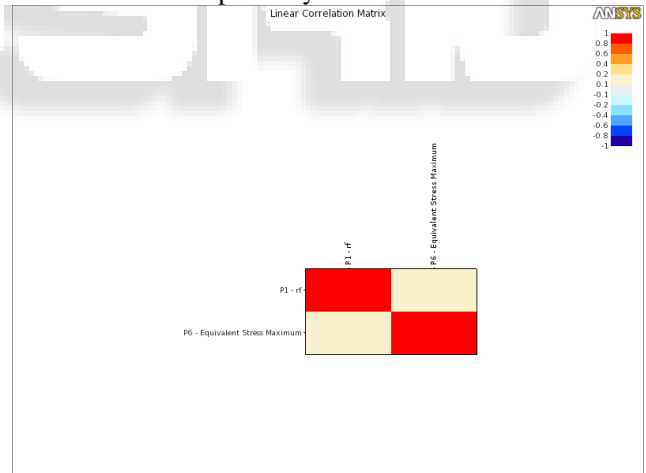 Linear Correlation Matrix
ANSYS
1
0.8
0.6
0.4
0.2
0.1
-0.1
-0.2
-0.4
-0.6
-0.8
-1
P1 - rf
P6 - Equivalent Stress Maximum
P1 - rf
P6 - Equivalent Stress Maximum